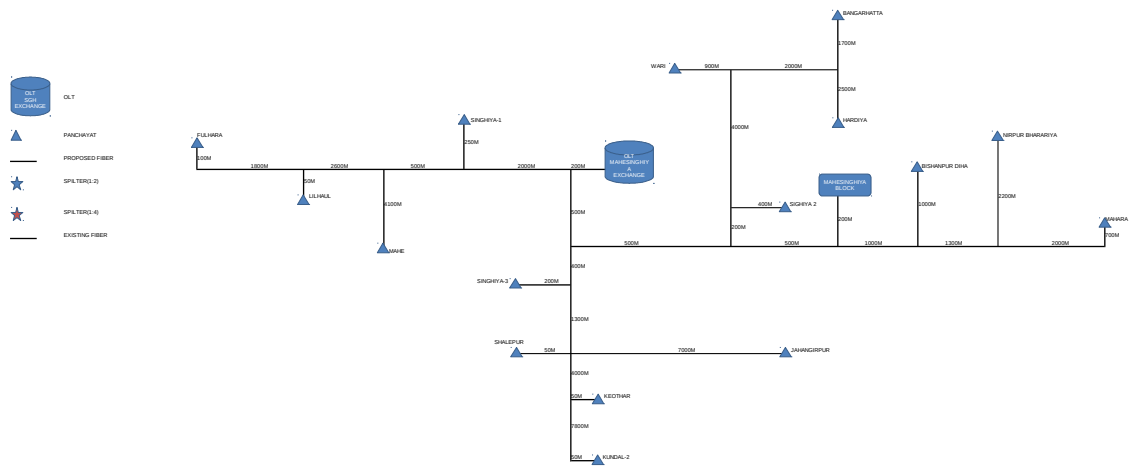 BANGARHATTA
1700M
WARI
900M
2000M
OLT
SGH
EXCHANGE
OLT
2500M
SINGHIYA-1
HARDIYA
4000M
PANCHAYAT
FULHARA
NIRPUR BHARARIYA
250M
100M
PROPOSED FIBER
1800M
2600M
500M
2000M
200M
OLT
MAHESINGHIY
A
EXCHANGE
BISHANPUR DIHA
SPILTER(1:2)
50M
MAHESINGHIYA
BLOCK
LILHAUL
2200M
4100M
400M
SIGHIYA 2
1000M
SPILTER(1:4)
500M
200M
200M
MAHARA
700M
EXISTING FIBER
MAHE
500M
500M
1000M
1300M
2000M
400M
SINGHIYA-3
200M
1300M
SHALEPUR
50M
7000M
JAHANGIRPUR
4000M
50M
KEOTHAR
7800M
50M
KUNDAL-2